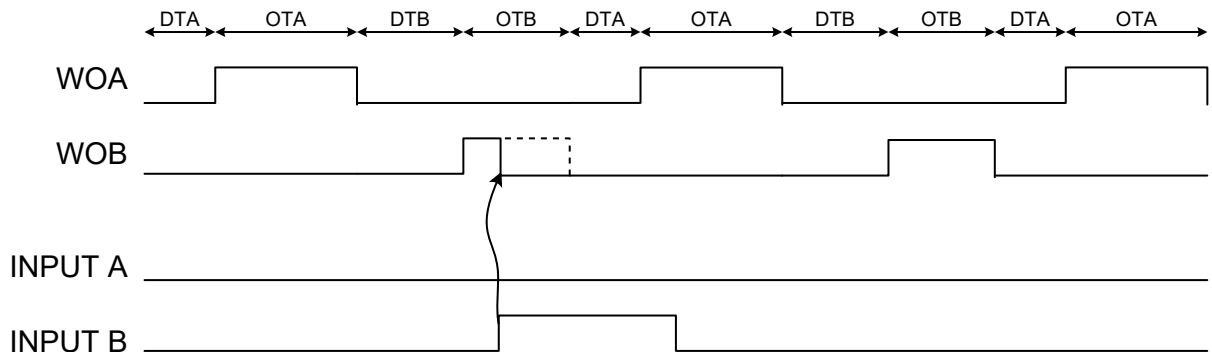 DTA OTA DTB OTB DTA OTA DTB OTB DTA OTA
WOA
WOB
INPUT A
INPUT B